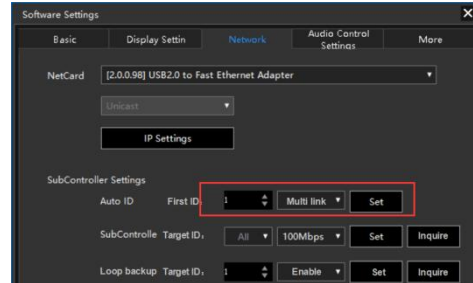 Software Settings
Basic Display Settin Network Audio Control Settings More
NetCard [2.0.0.98] USB2.0 to Fast Ethernet Adapter
Unicast
IP Settings
SubController Settings
Auto ID First ID: 1 Multi link Set
SubControlle Target ID: All 100Mbps Set Inquire
Loop backup Target ID: 1 Enable Set Inquire